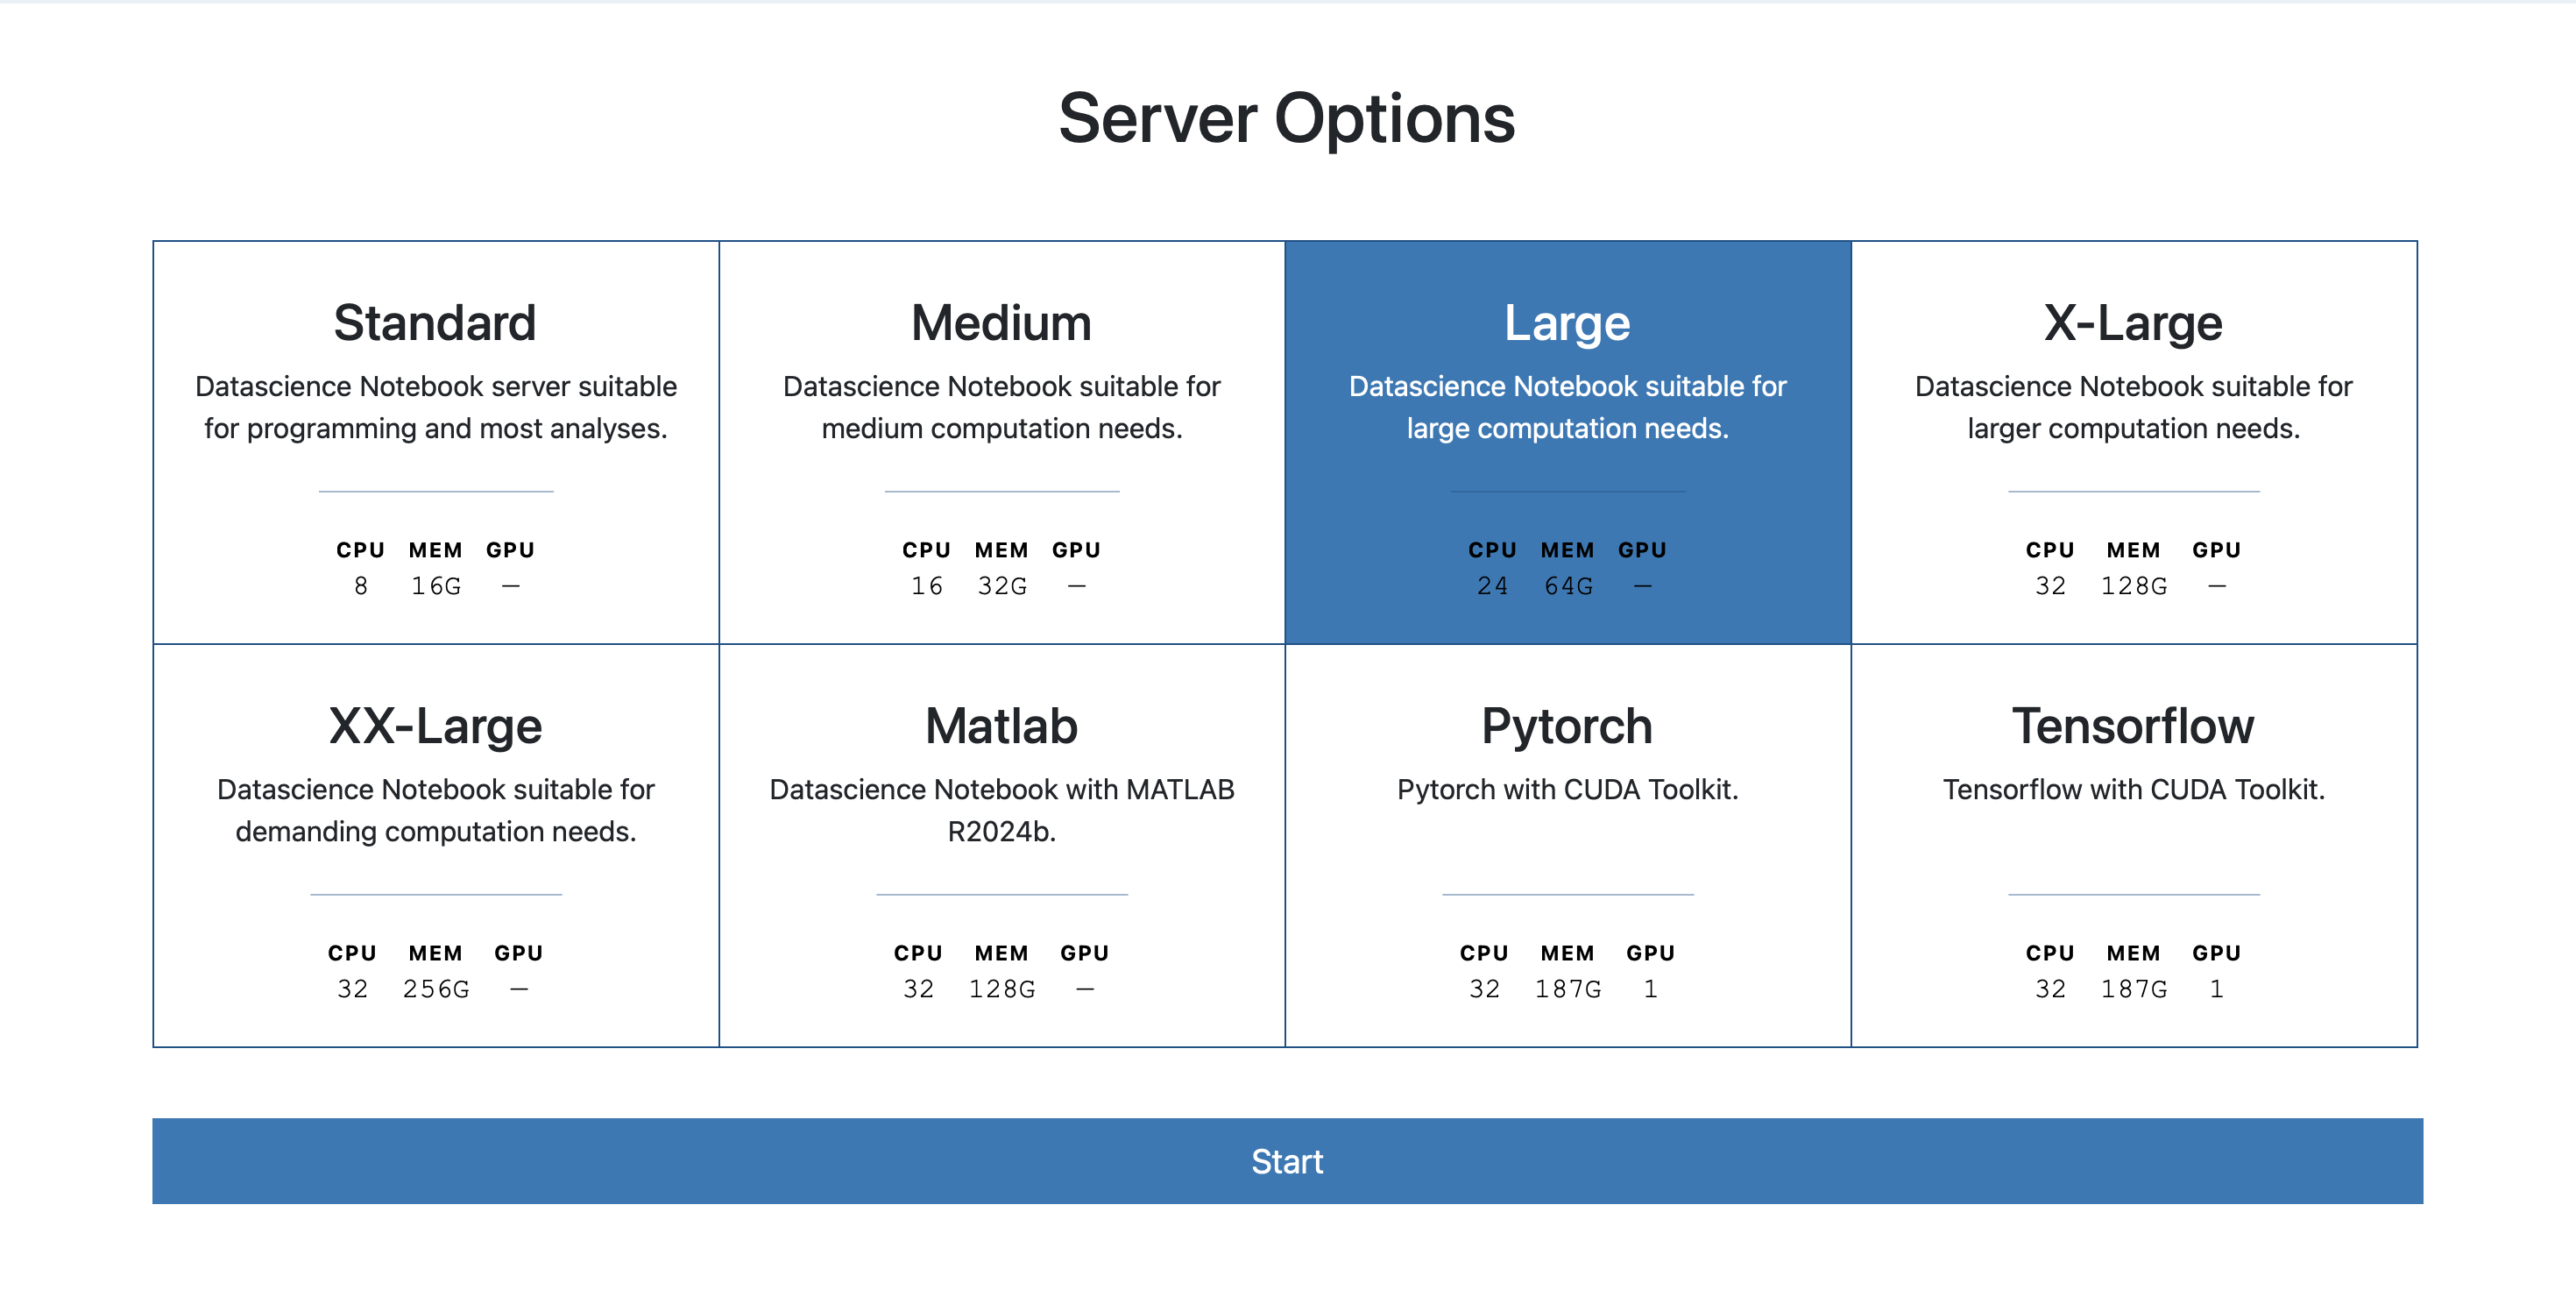 Server Options
Standard
Datascience Notebook server suitable
for programming and most analyses.
CPU MEM GPU
8 16G —
Medium
Datascience Notebook suitable for
medium computation needs.
CPU MEM GPU
16 32G —
Large
Datascience Notebook suitable for
large computation needs.
CPU MEM GPU
24 64G —
X-Large
Datascience Notebook suitable for
larger computation needs.
CPU MEM GPU
32 128G —
XX-Large
Datascience Notebook suitable for
demanding computation needs.
CPU MEM GPU
32 256G —
Matlab
Datascience Notebook with MATLAB
R2024b.
CPU MEM GPU
32 128G —
Pytorch
Pytorch with CUDA Toolkit.
CPU MEM GPU
32 187G 1
Tensorflow
Tensorflow with CUDA Toolkit.
CPU MEM GPU
32 187G 1
Start